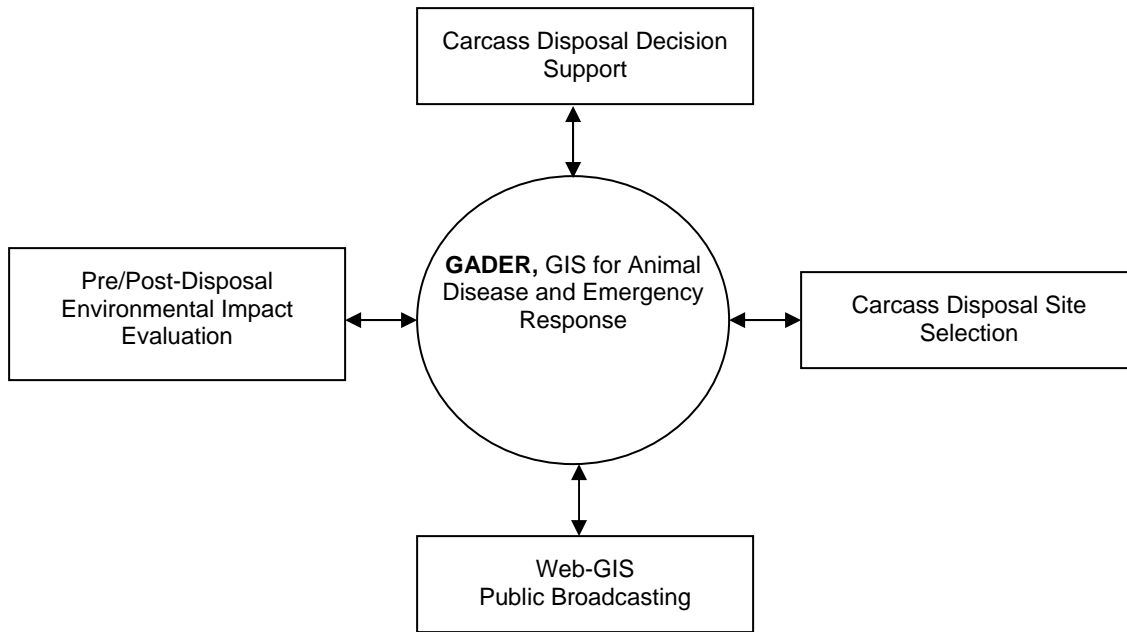 Carcass Disposal Decision
Support
GADER, GIS for Animal
Disease and Emergency
Response
Pre/Post-Disposal
Environmental Impact
Evaluation
Carcass Disposal Site
Selection
Web-GIS
Public Broadcasting